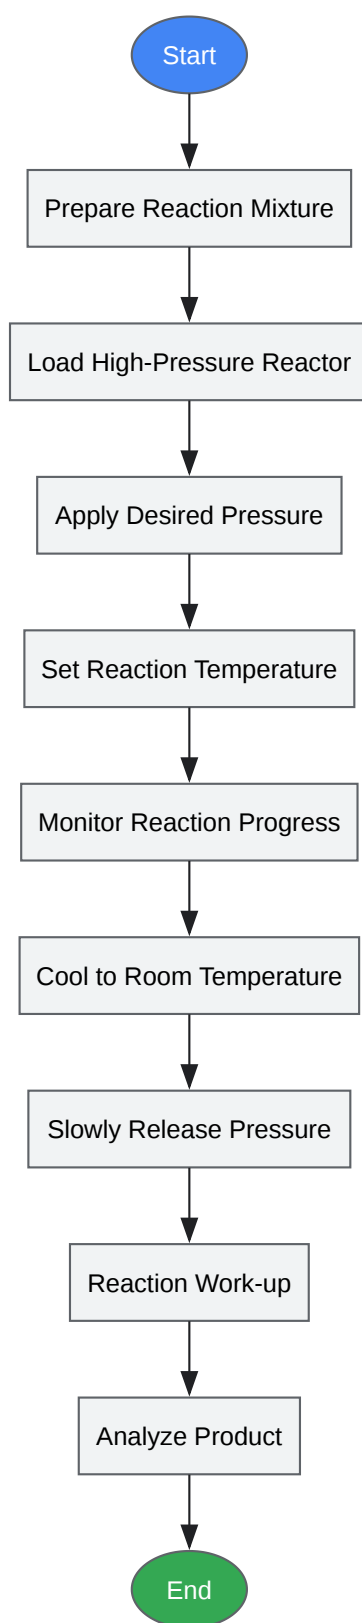 Start
Prepare Reaction Mixture
Load High-Pressure Reactor
Apply Desired Pressure
Set Reaction Temperature
Monitor Reaction Progress
Cool to Room Temperature
Slowly Release Pressure
Reaction Work-up
Analyze Product
End